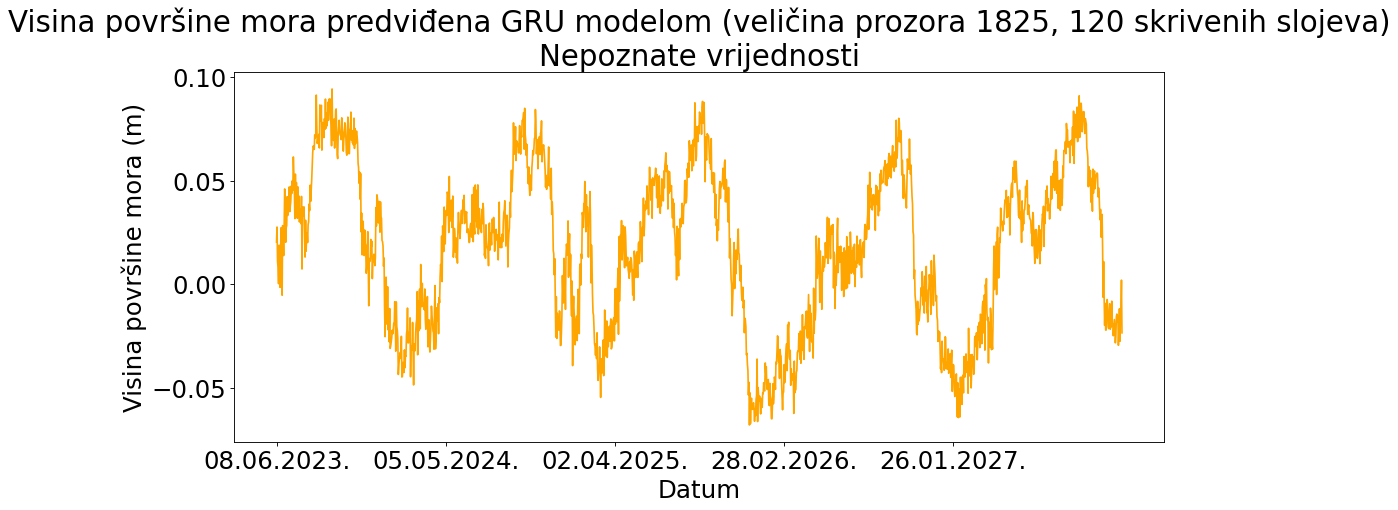 Visina površine mora predviđena GRU modelom (veličina prozora 1825, 120 skrivenih slojeva)
Nepoznate vrijednosti
Visina površine mora (m)
0.10
0.05
0.00
−0.05
08.06.2023. 05.05.2024. 02.04.2025. 28.02.2026. 26.01.2027.
Datum